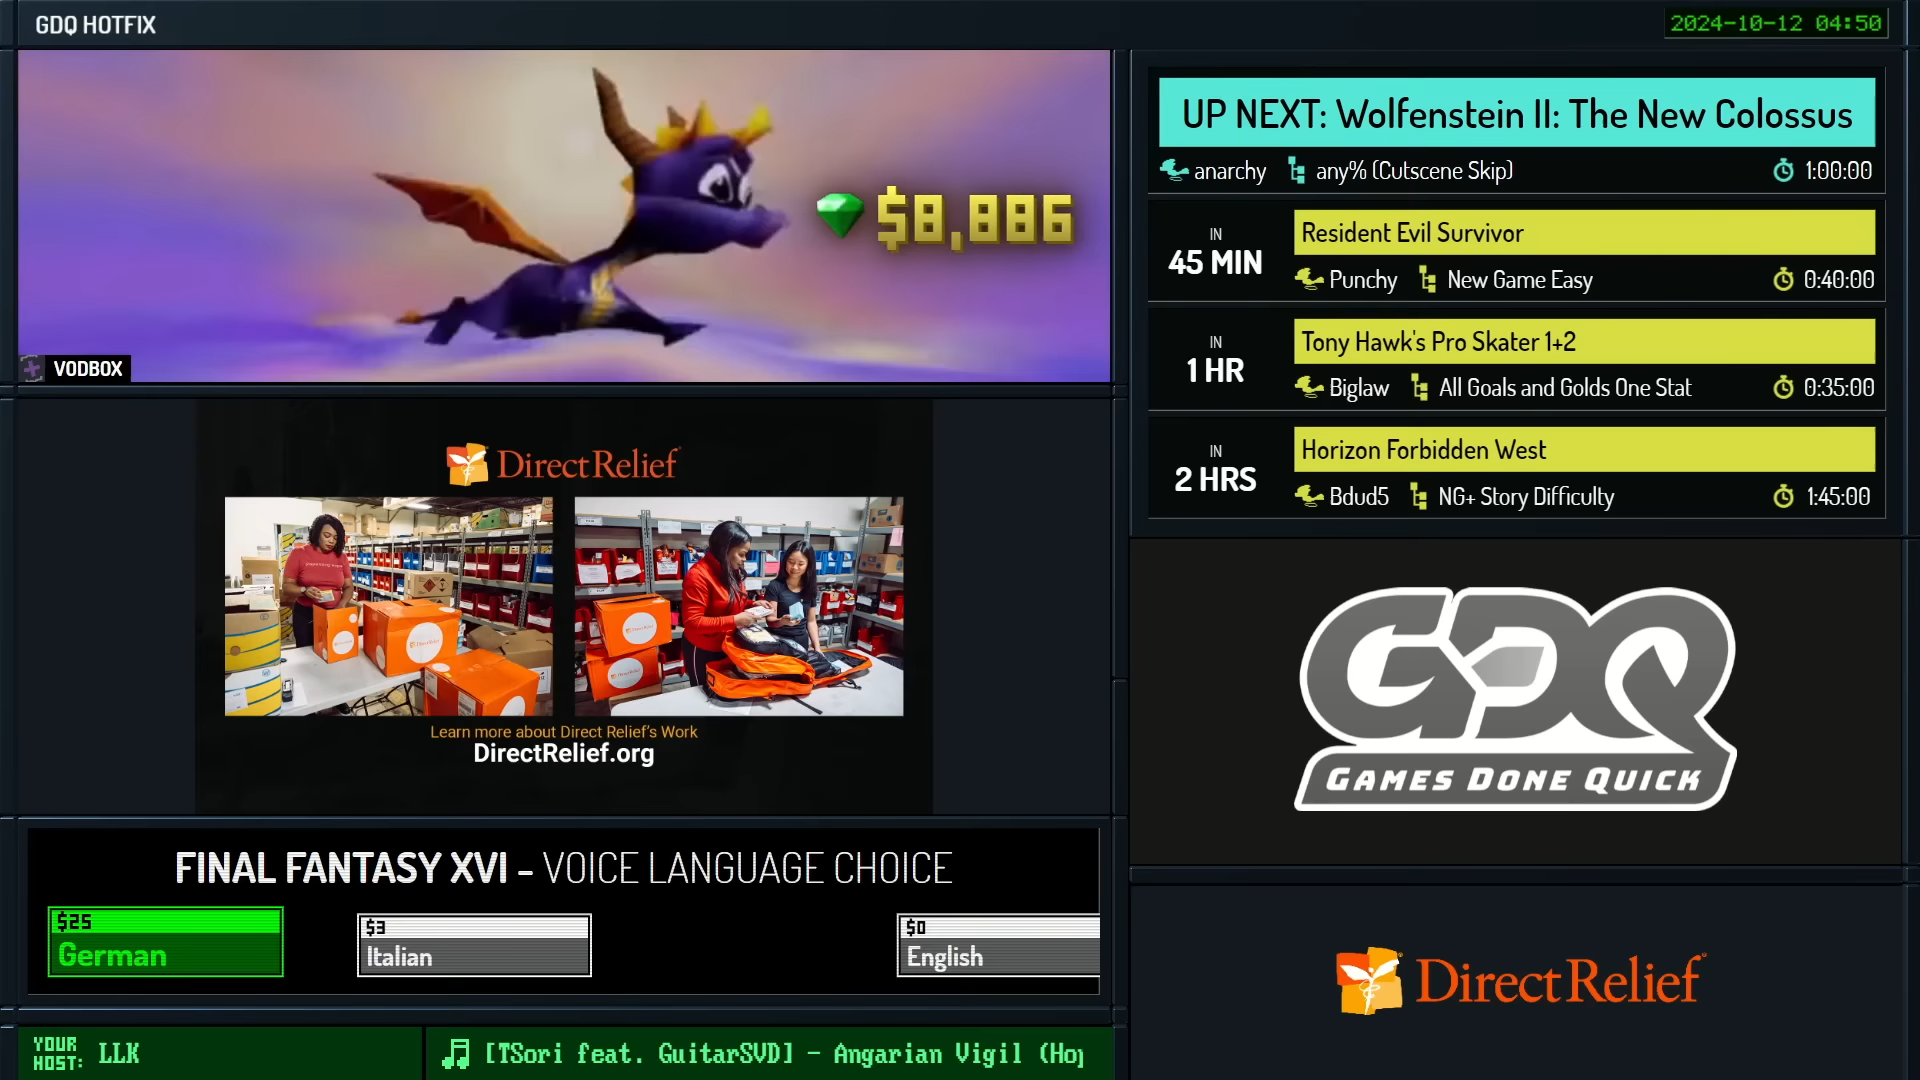 GDQ HOTFIX
2024-10-12 04:50
$8,886
VODBOX
UP NEXT: Wolfenstein II: The New Colossus
anarchy any% (Cutscene Skip) 1:00:00
IN
45 MIN
Resident Evil Survivor
Punchy New Game Easy 0:40:00
IN
1 HR
Tony Hawk's Pro Skater 1+2
Biglaw All Goals and Golds One Stat 0:35:00
IN
2 HRS
Horizon Forbidden West
Bdud5 NG+ Story Difficulty 1:45:00
DirectRelief
Learn more about Direct Relief's Work
DirectRelief.org
GDQ
GAMES DONE QUICK
FINAL FANTASY XVI - VOICE LANGUAGE CHOICE
$25
German
$3
Italian
$0
English
DirectRelief
YOUR HOST: LLK
[TSori feat. GuitarSVD] - Angarian Vigil (Hop